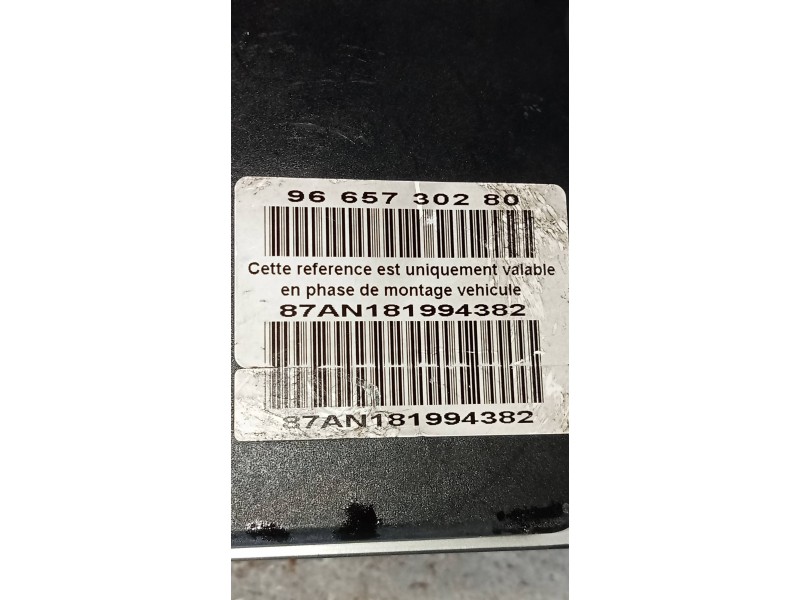 96 657 302 80
Cette reference est uniquement valable
en phase de montage vehicule
87AN181994382
87AN181994382